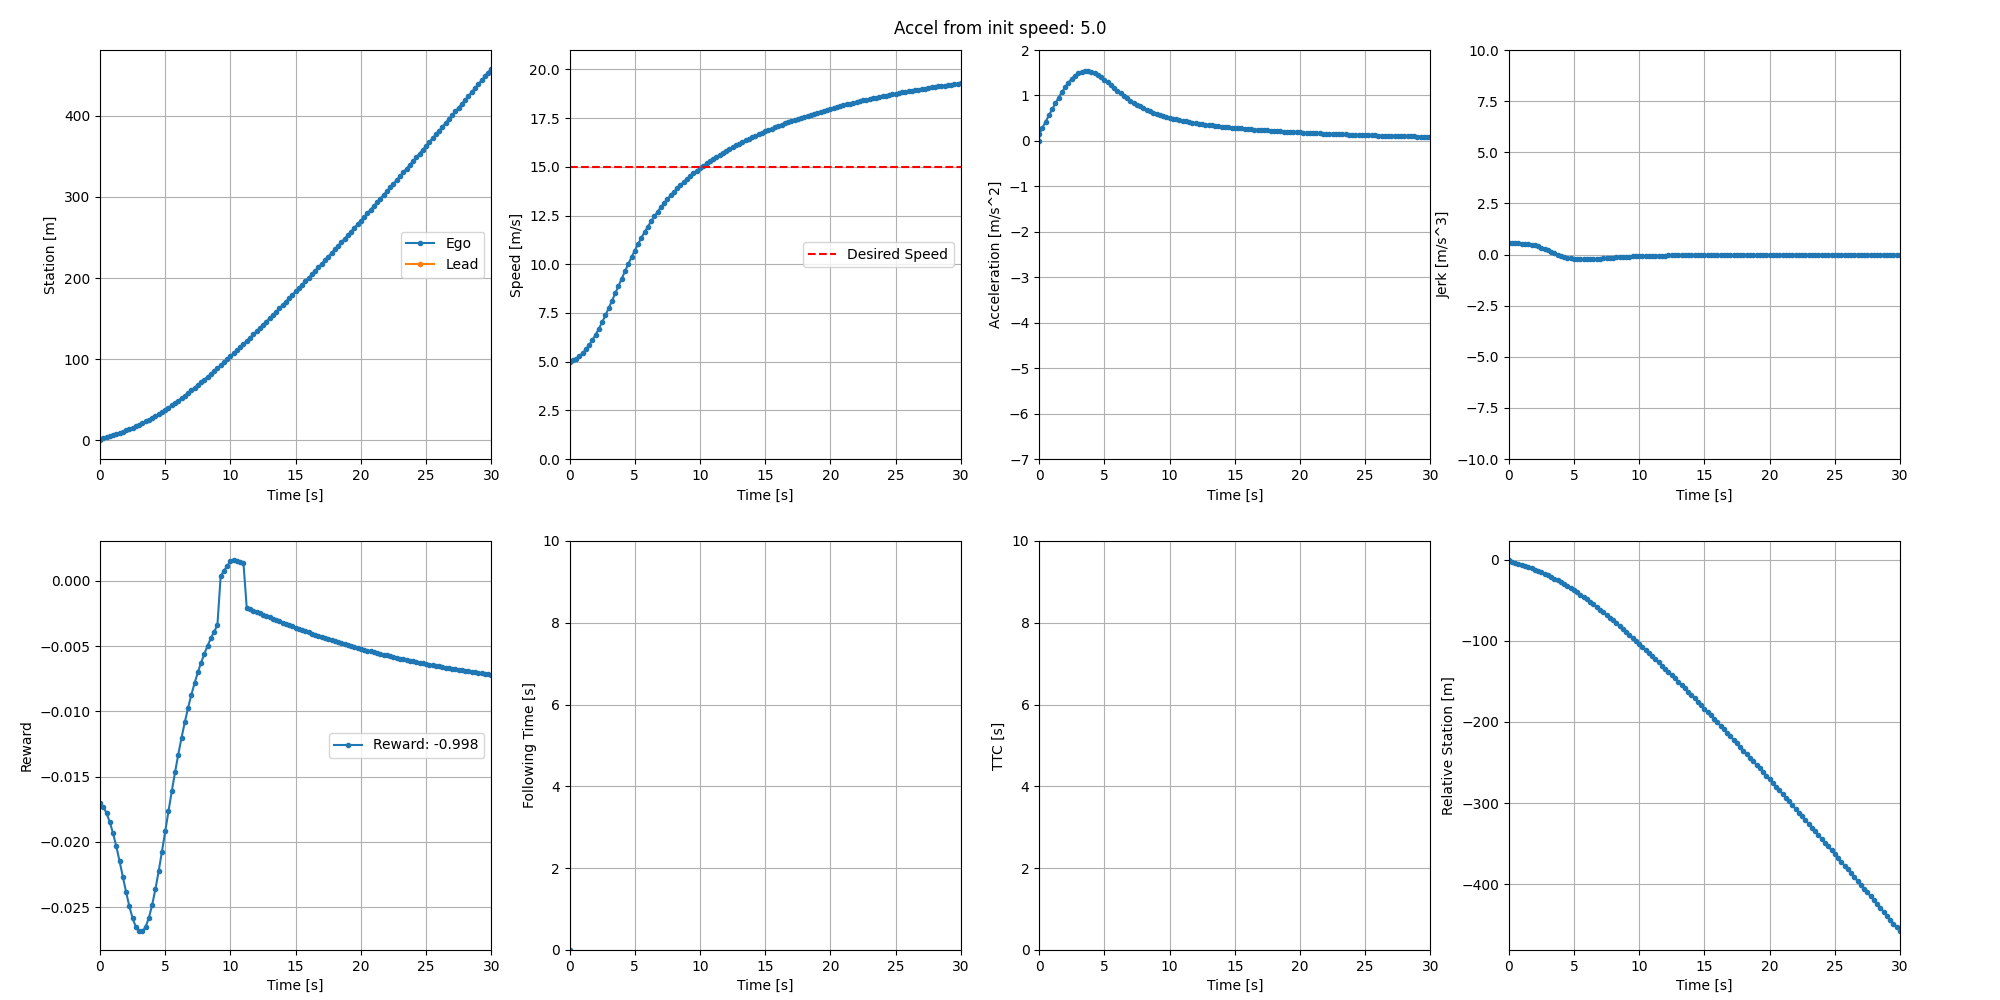 Accel from init speed: 5.0
Station [m]
400
300
200
100
0
Ego
Lead
0 5 10 15 20 25 30
Time [s]
Speed [m/s]
20.0
17.5
15.0
12.5
10.0
7.5
5.0
2.5
0.0
Desired Speed
0 5 10 15 20 25 30
Time [s]
Acceleration [m/s^2]
2
1
0
−1
−2
−3
−4
−5
−6
−7
0 5 10 15 20 25 30
Time [s]
Jerk [m/s^3]
10.0
7.5
5.0
2.5
0.0
−2.5
−5.0
−7.5
−10.0
0 5 10 15 20 25 30
Time [s]
Reward
0.000
−0.005
−0.010
−0.015
−0.020
−0.025
Reward: -0.998
0 5 10 15 20 25 30
Time [s]
Following Time [s]
10
8
6
4
2
0
0 5 10 15 20 25 30
Time [s]
TTC [s]
10
8
6
4
2
0
0 5 10 15 20 25 30
Time [s]
Relative Station [m]
0
−100
−200
−300
−400
0 5 10 15 20 25 30
Time [s]